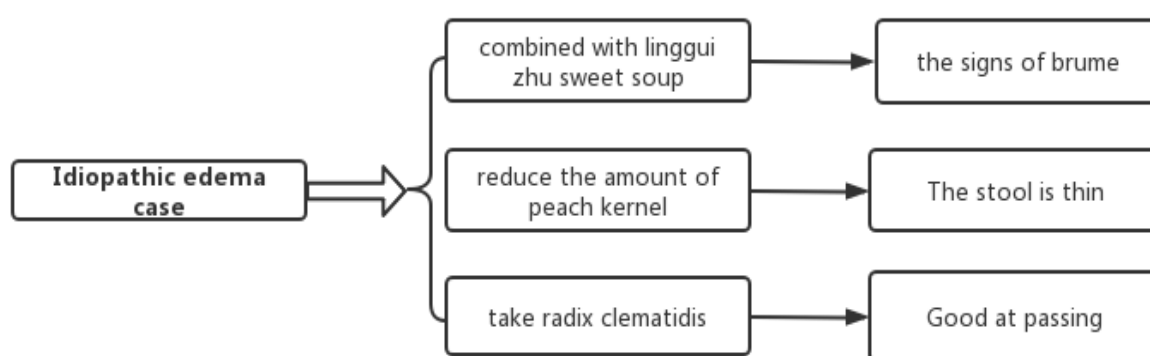 Idiopathic edema
case
combined with linggui
zhu sweet soup
the signs of brume
reduce the amount of
peach kernel
The stool is thin
take radix clematidis
Good at passing